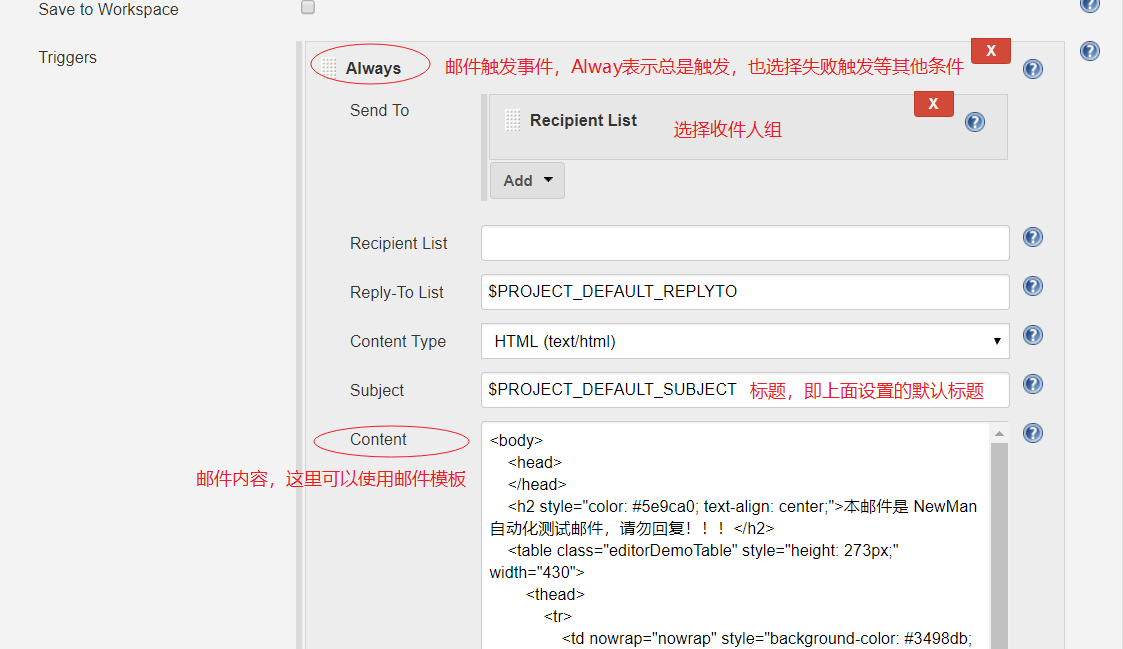 Save to Workspace
Triggers
Always 邮件触发事件，Alway表示总是触发，也选择失败触发等其他条件 X
Send To
Recipient List 选择收件人组 X
Add
Recipient List
Reply-To List $PROJECT_DEFAULT_REPLYTO
Content Type HTML (text/html)
Subject $PROJECT_DEFAULT_SUBJECT 标题，即上面设置的默认标题
Content
邮件内容，这里可以使用邮件模板
<body>
<head>
</head>
<h2 style="color: #5e9ca0; text-align: center;">本邮件是 NewMan
自动化测试邮件，请勿回复！！！</h2>
<table class="editorDemoTable" style="height: 273px;"
width="430">
<thead>
<tr>
<td nowrap="nowrap" style="background-color: #3498db;